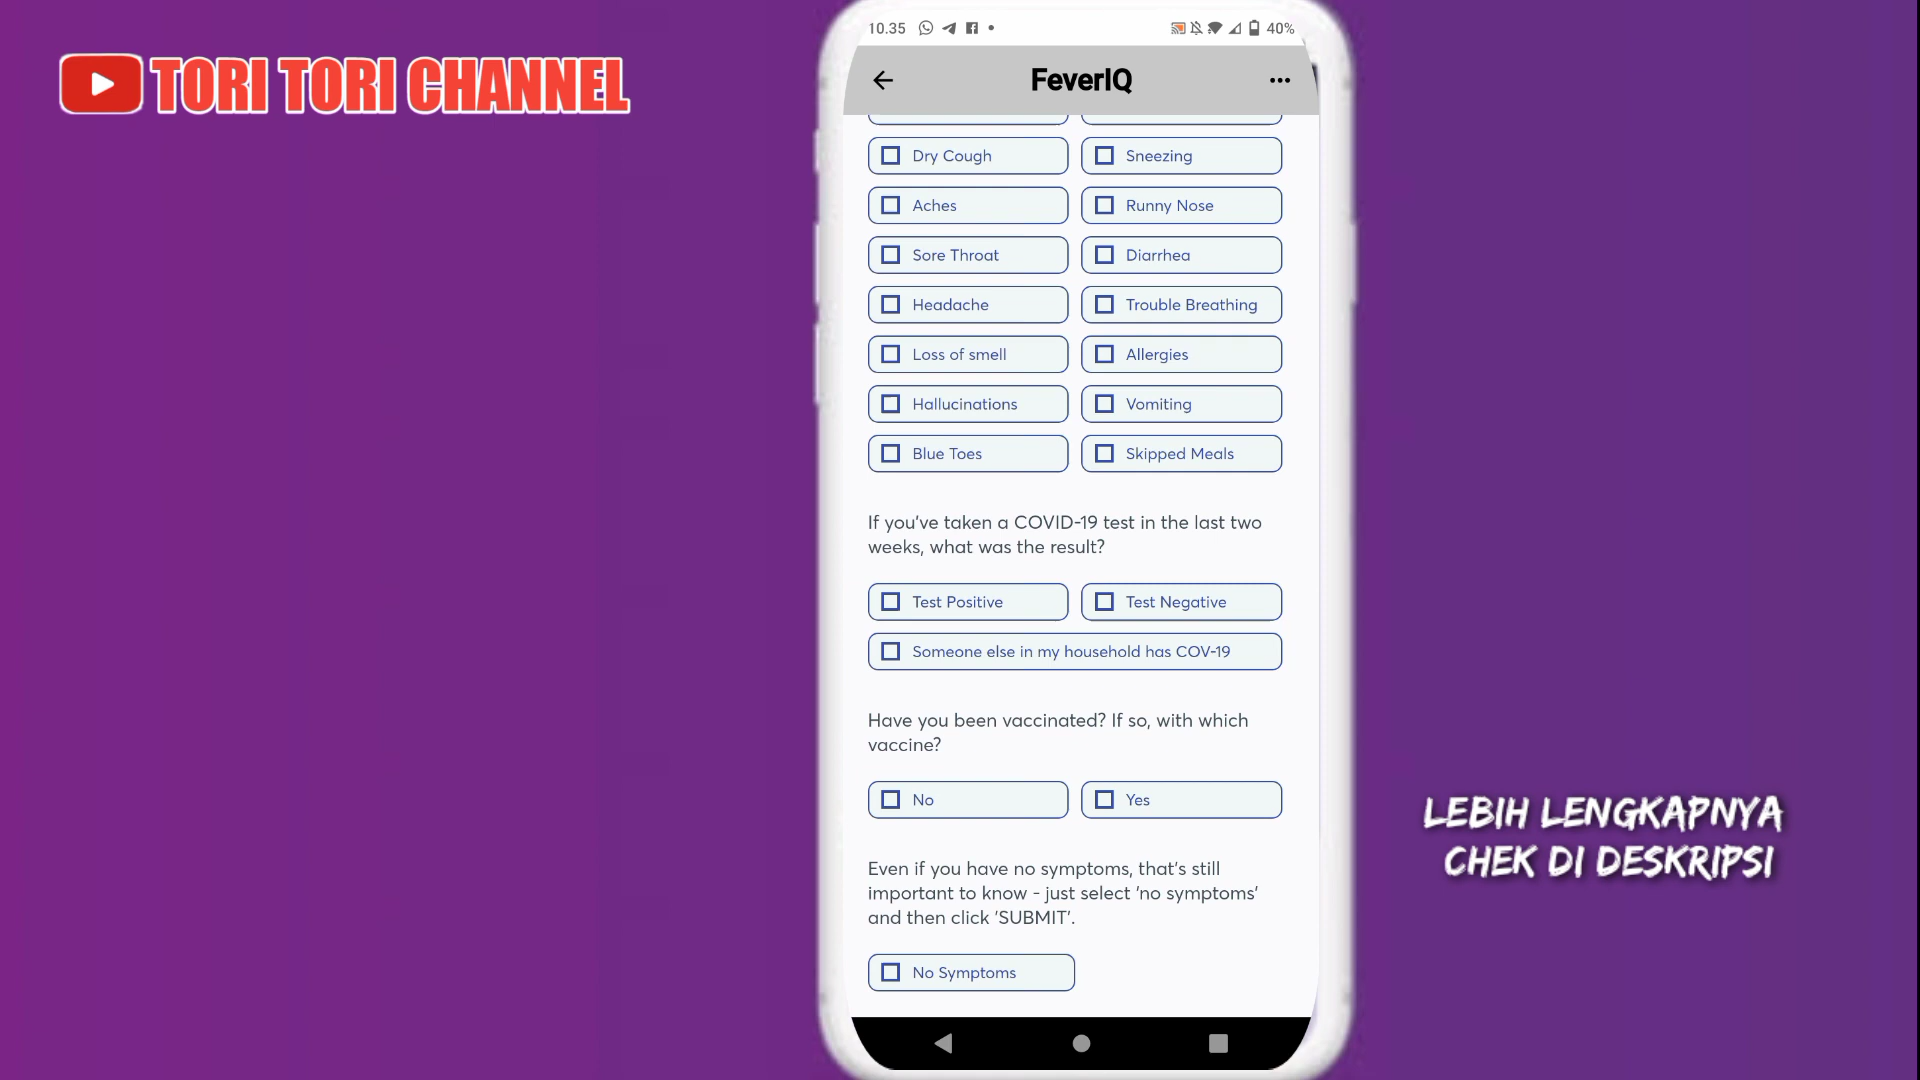 TORI TORI CHANNEL
10.35
40%
FeverIQ
Dry Cough
Sneezing
Aches
Runny Nose
Sore Throat
Diarrhea
Headache
Trouble Breathing
Loss of smell
Allergies
Hallucinations
Vomiting
Blue Toes
Skipped Meals
If you've taken a COVID-19 test in the last two
weeks, what was the result?
Test Positive
Test Negative
Someone else in my household has COV-19
Have you been vaccinated? If so, with which
vaccine?
No
Yes
Even if you have no symptoms, that's still
important to know - just select 'no symptoms'
and then click 'SUBMIT'.
No Symptoms
LEBIH LENGKAPNYA
CHEK DI DESKRIPSI